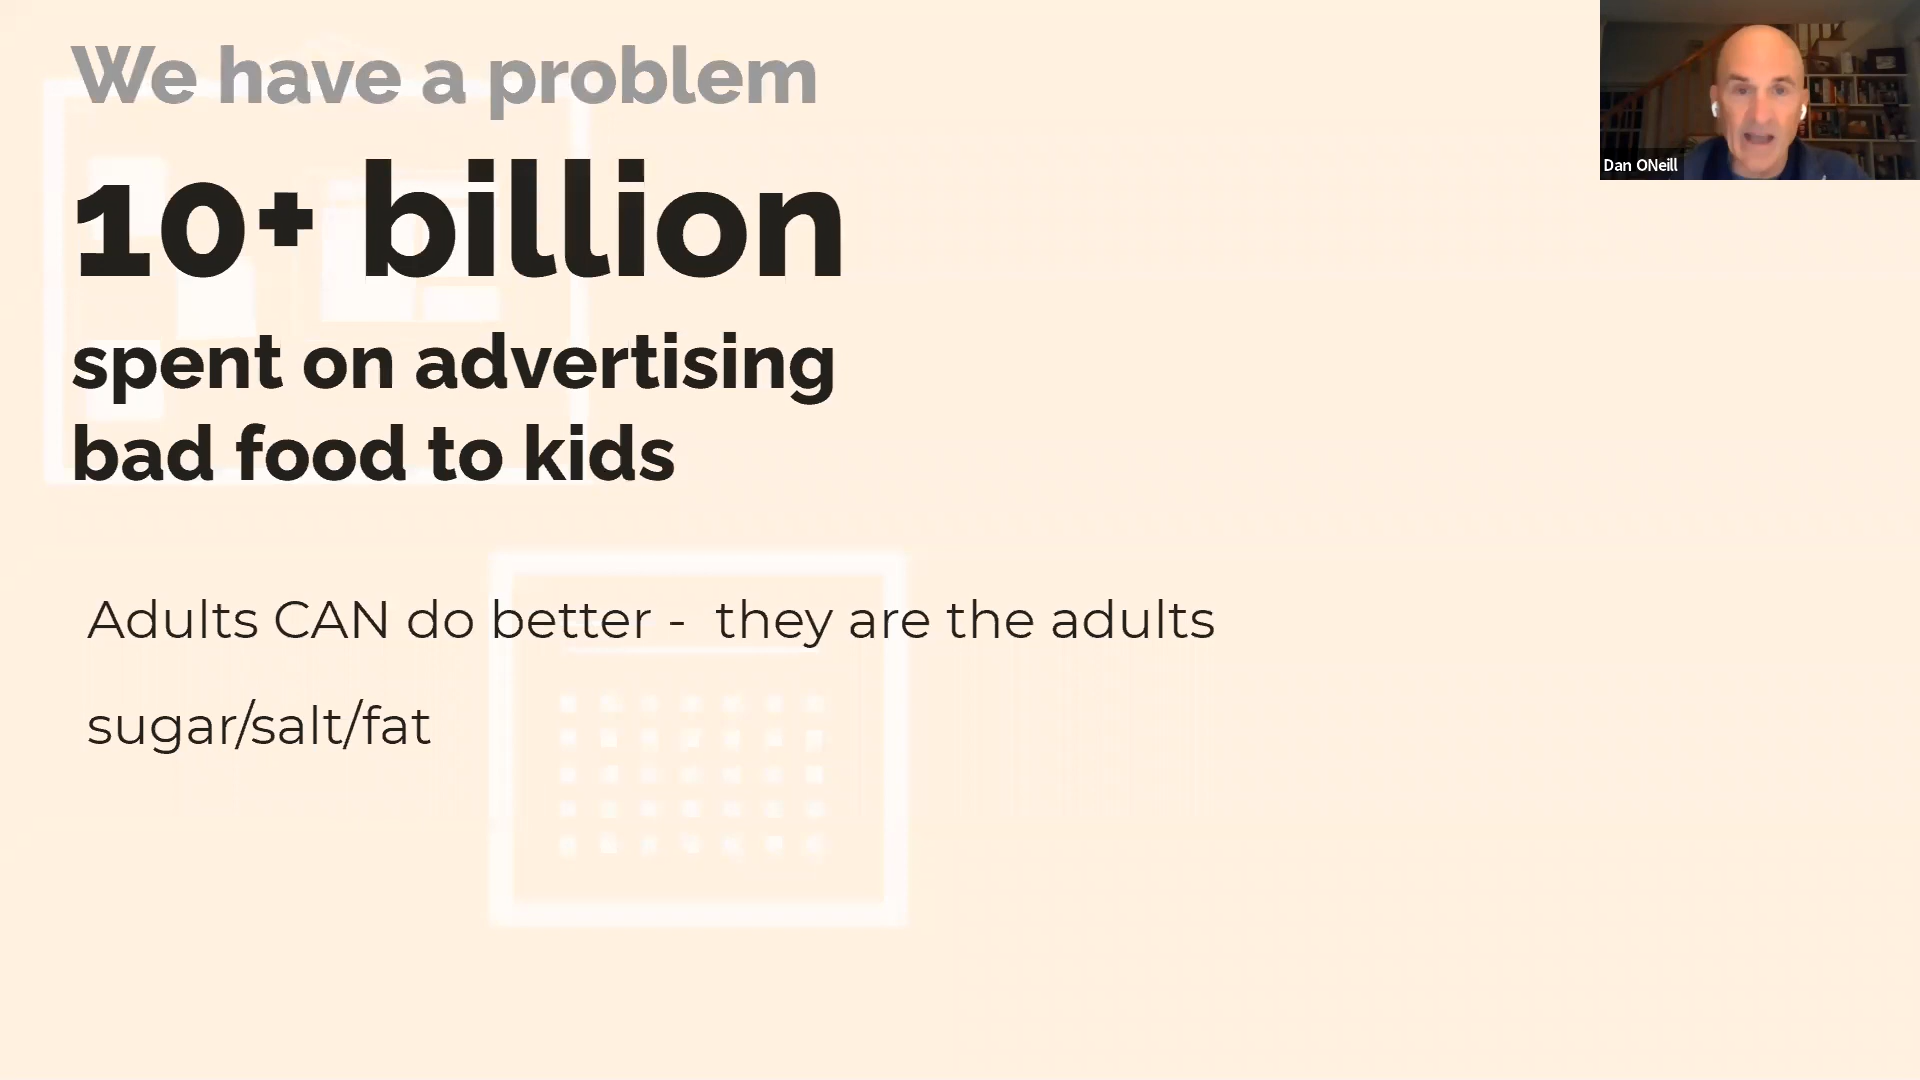 We have a problem
10+ billion
spent on advertising
bad food to kids
Adults CAN do better - they are the adults
sugar/salt/fat
Dan ONeill